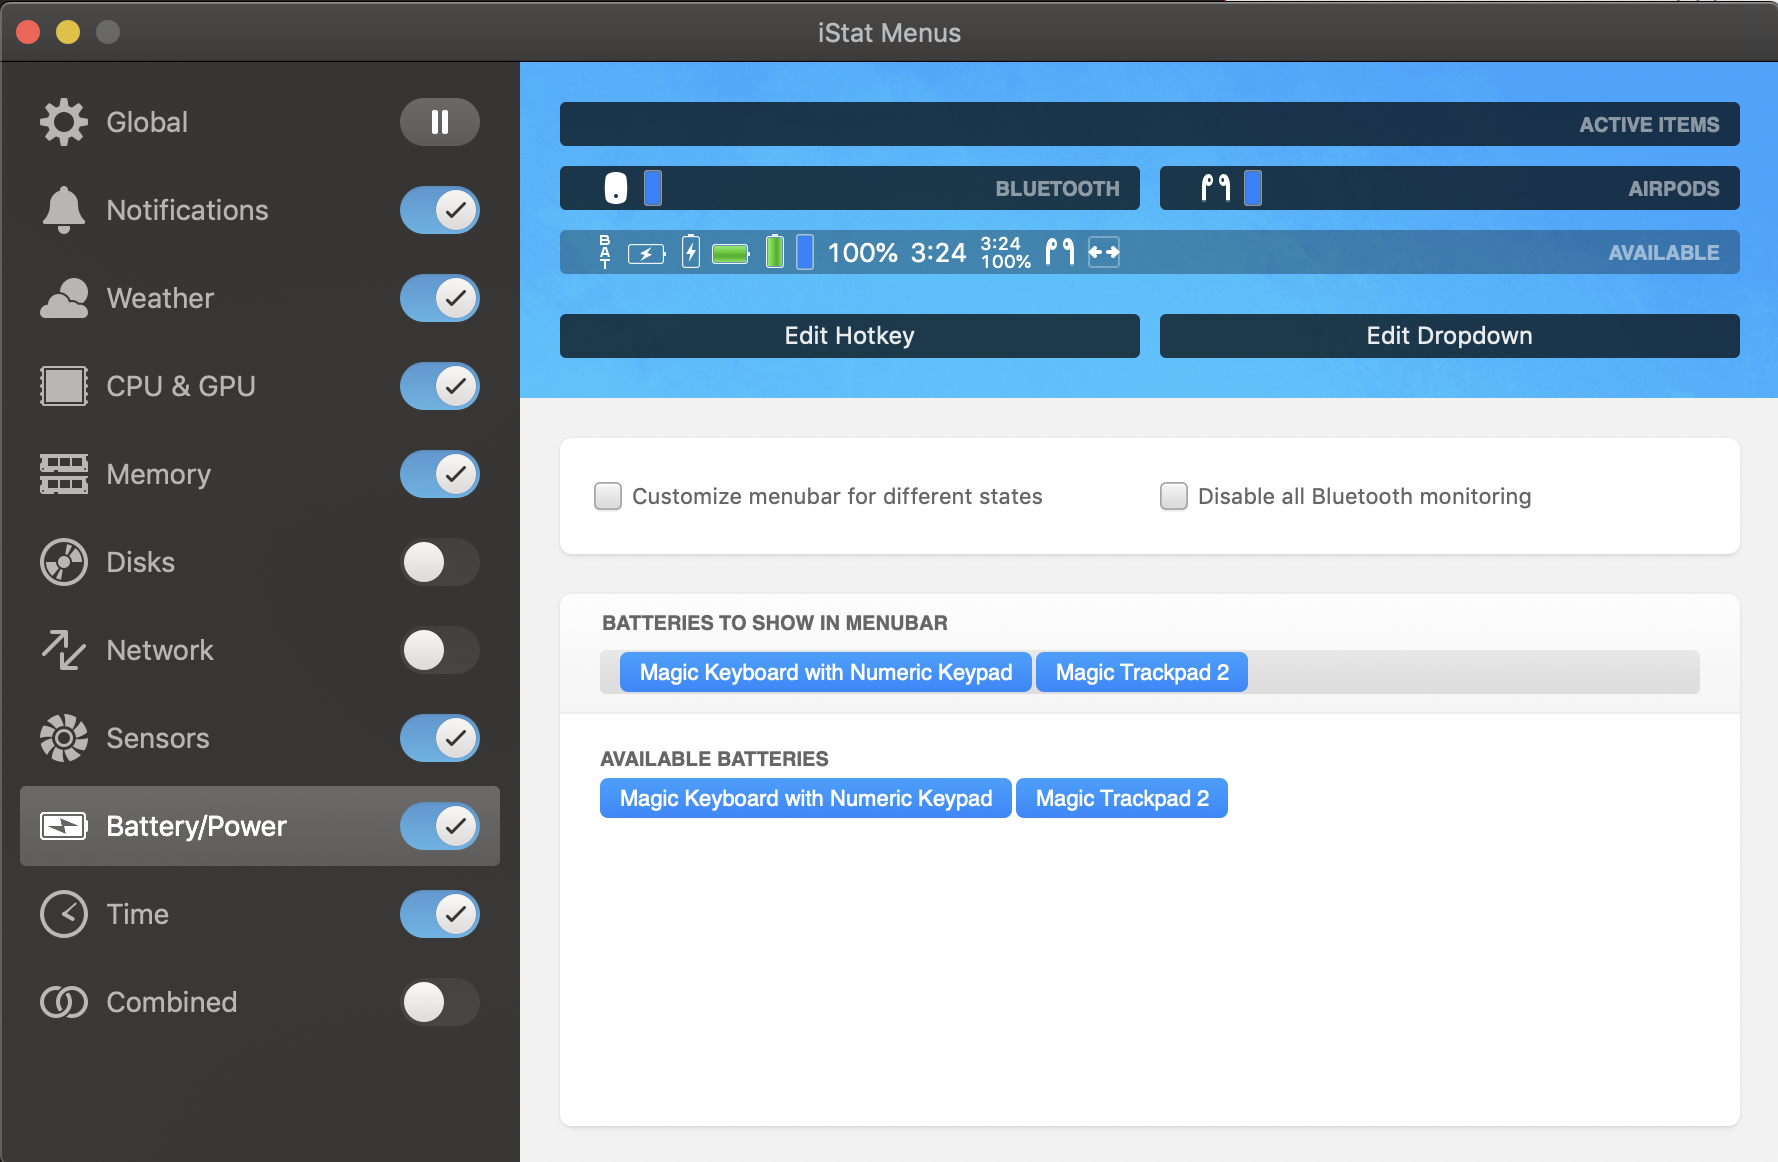 iStat Menus
Global
Notifications
Weather
CPU & GPU
Memory
Disks
Network
Sensors
Battery/Power
Time
Combined
ACTIVE ITEMS
BLUETOOTH
AIRPODS
BAT
100% 3:24
3:24
100%
AVAILABLE
Edit Hotkey
Edit Dropdown
Customize menubar for different states
Disable all Bluetooth monitoring
BATTERIES TO SHOW IN MENUBAR
Magic Keyboard with Numeric Keypad
Magic Trackpad 2
AVAILABLE BATTERIES
Magic Keyboard with Numeric Keypad
Magic Trackpad 2